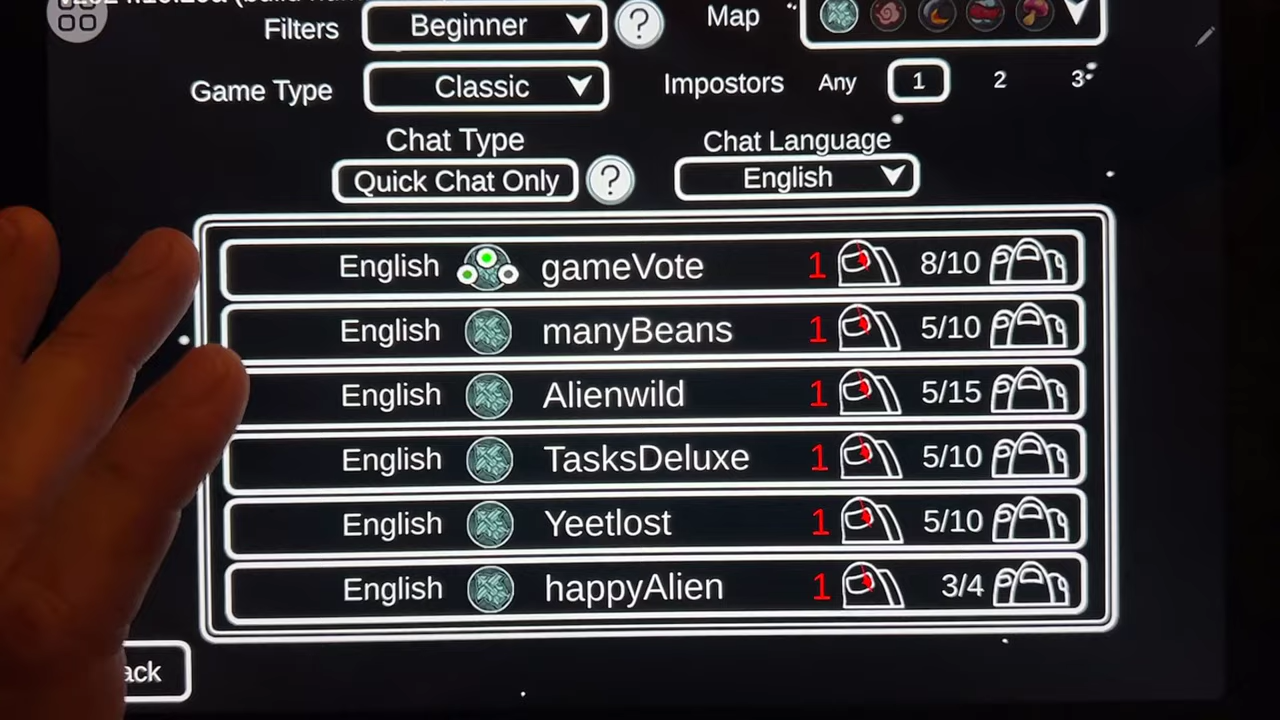 Filters Beginner ? Map
Game Type Classic Impostors Any 1 2 3
Chat Type Chat Language
Quick Chat Only ? English
English gameVote 1 8/10
English manyBeans 1 5/10
English Alienwild 1 5/15
English TasksDeluxe 1 5/10
English Yeetlost 1 5/10
English happyAlien 1 3/4
ack